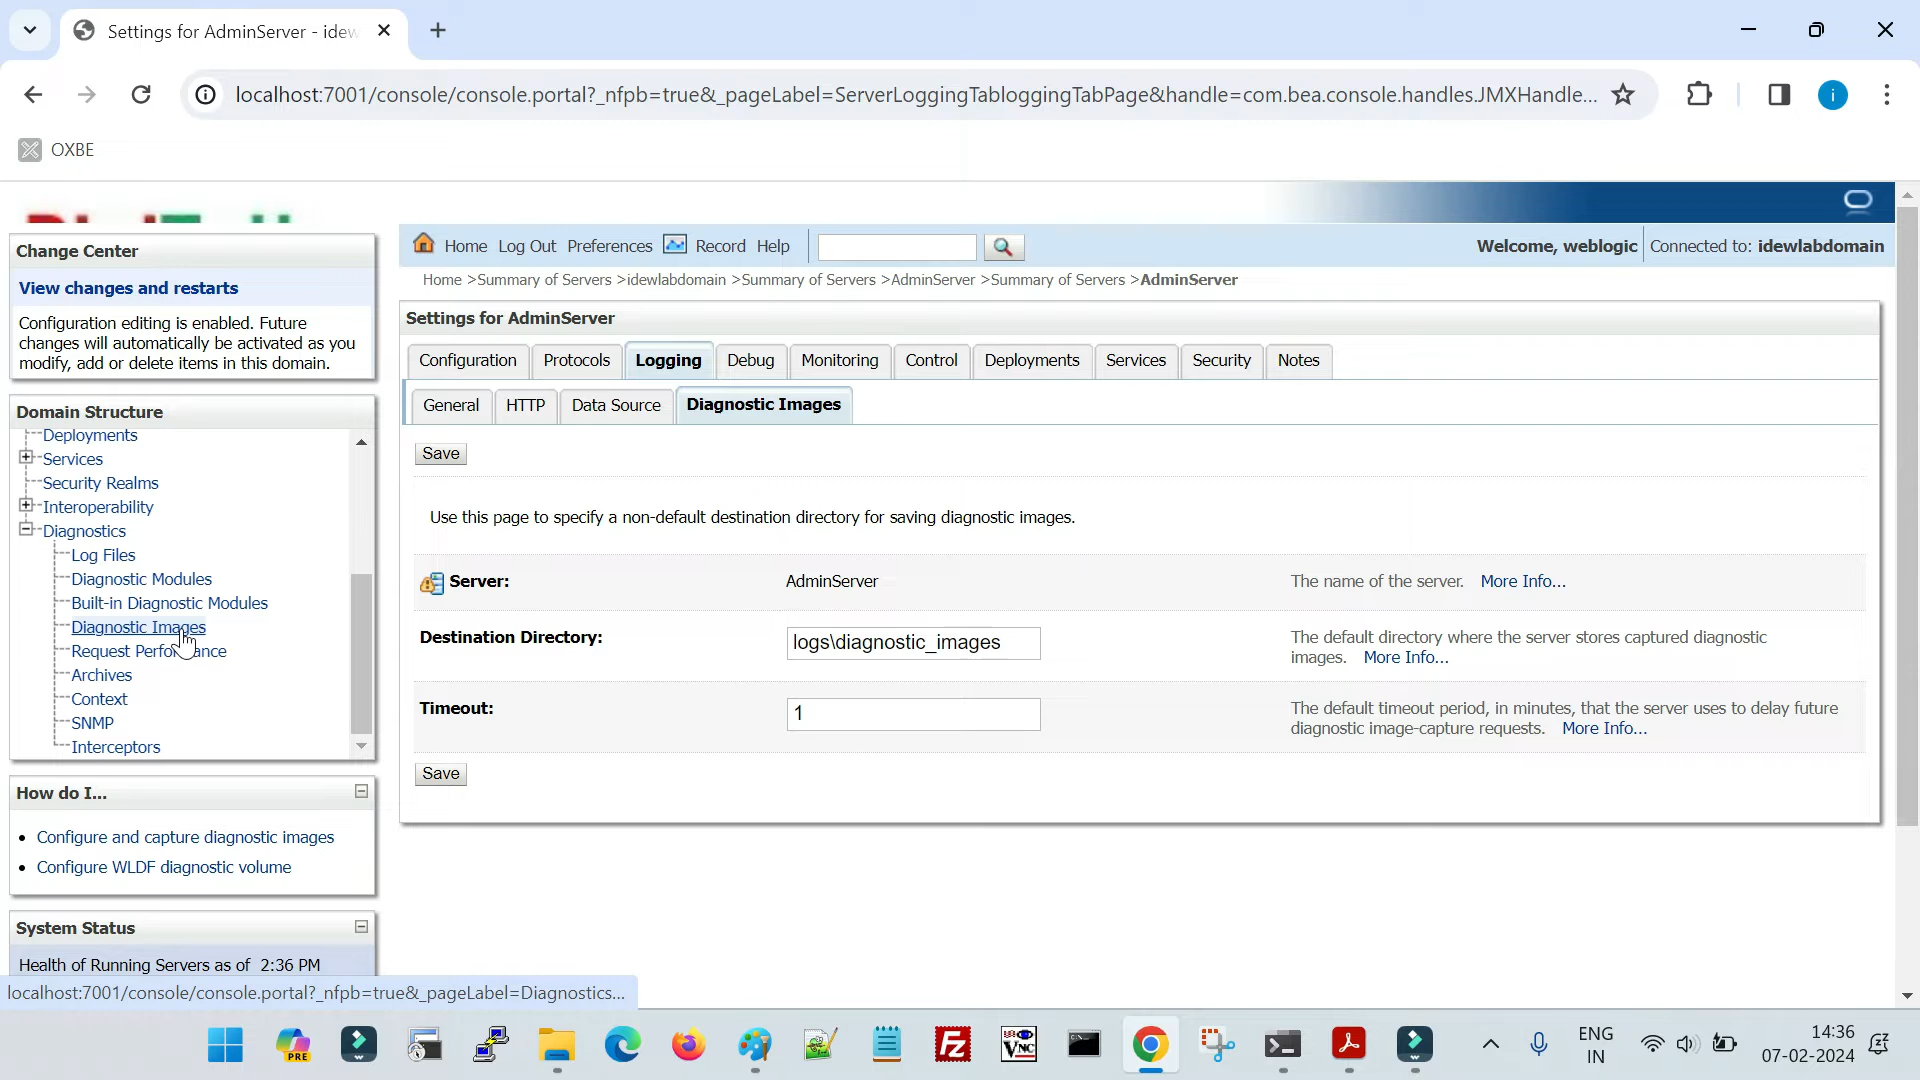 Settings for AdminServer - idew
localhost:7001/console/console.portal?_nfpb=true&_pageLabel=ServerLoggingTabloggingTabPage&handle=com.bea.console.handles.JMXHandle...
i
OXBE
Home Log Out Preferences Record Help
Welcome, weblogic Connected to: idewlabdomain
Home >Summary of Servers >idewlabdomain >Summary of Servers >AdminServer >Summary of Servers >AdminServer
Change Center
View changes and restarts
Configuration editing is enabled. Future
changes will automatically be activated as you
modify, add or delete items in this domain.
Domain Structure
Deployments
Services
Security Realms
Interoperability
Diagnostics
Log Files
Diagnostic Modules
Built-in Diagnostic Modules
Diagnostic Images
Request Performance
Archives
Context
SNMP
Interceptors
How do I...
Configure and capture diagnostic images
Configure WLDF diagnostic volume
System Status
Health of Running Servers as of 2:36 PM
Settings for AdminServer
Configuration Protocols Logging Debug Monitoring Control Deployments Services Security Notes
General HTTP Data Source Diagnostic Images
Save
Use this page to specify a non-default destination directory for saving diagnostic images.
Server: AdminServer The name of the server. More Info...
Destination Directory: logs\diagnostic_images The default directory where the server stores captured diagnostic
images. More Info...
Timeout: 1 The default timeout period, in minutes, that the server uses to delay future
diagnostic image-capture requests. More Info...
Save
localhost:7001/console/console.portal?_nfpb=true&_pageLabel=Diagnostics...
PRE
VNC
ENG
IN
14:36
07-02-2024